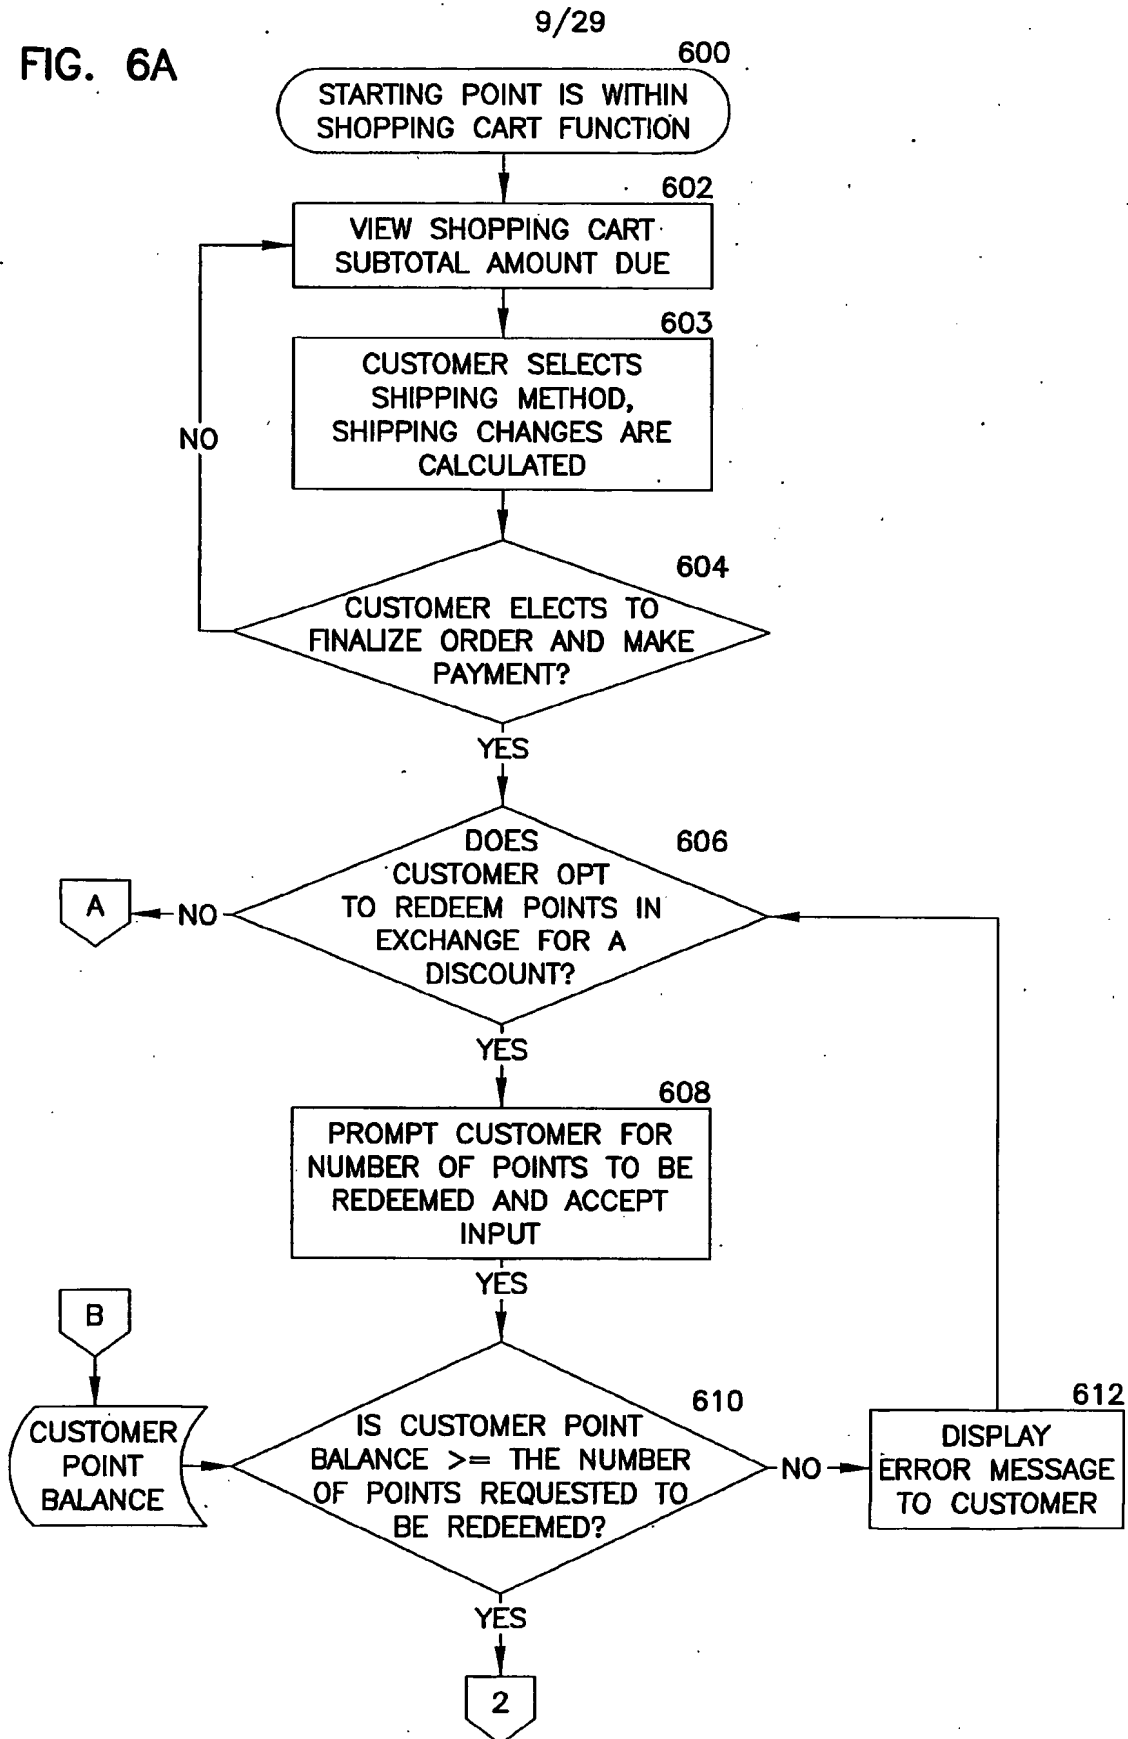 9/29
FIG. 6A
600
STARTING POINT IS WITHIN
SHOPPING CART FUNCTION
602
VIEW SHOPPING CART
SUBTOTAL AMOUNT DUE
603
CUSTOMER SELECTS
SHIPPING METHOD,
SHIPPING CHANGES ARE
CALCULATED
NO
604
CUSTOMER ELECTS TO
FINALIZE ORDER AND MAKE
PAYMENT?
YES
606
DOES
CUSTOMER OPT
TO REDEEM POINTS IN
EXCHANGE FOR A
DISCOUNT?
NO
A
YES
608
PROMPT CUSTOMER FOR
NUMBER OF POINTS TO BE
REDEEMED AND ACCEPT
INPUT
YES
B
CUSTOMER
POINT
BALANCE
610
IS CUSTOMER POINT
BALANCE >= THE NUMBER
OF POINTS REQUESTED TO
BE REDEEMED?
NO
612
DISPLAY
ERROR MESSAGE
TO CUSTOMER
YES
2